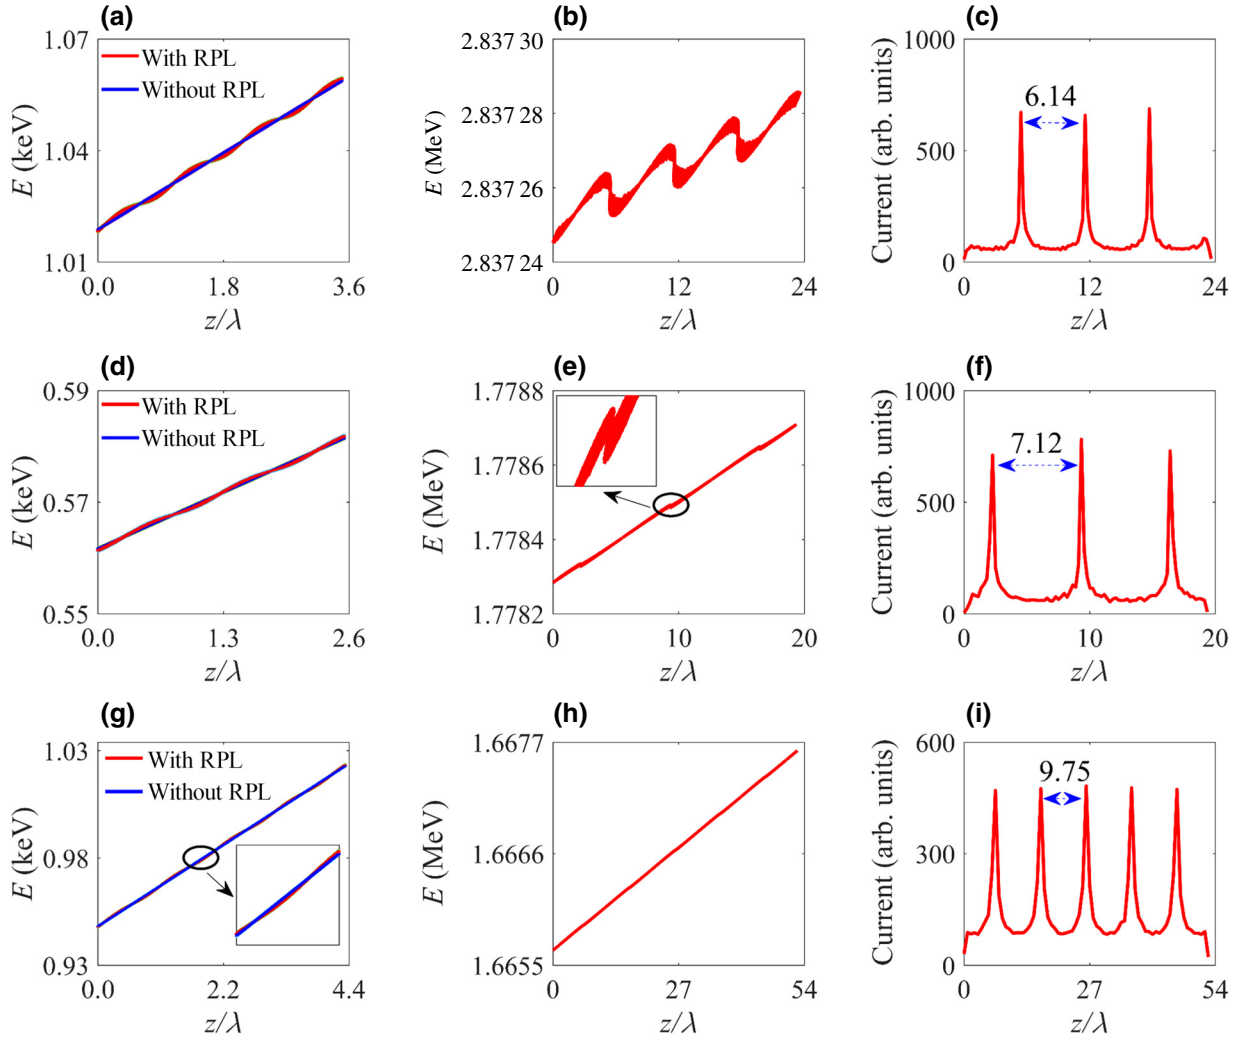 (a)
1.07
1.04
1.01
E (keV)
With RPL
Without RPL
0.0 1.8 3.6
z/λ
(b)
2.837 30
2.837 28
2.837 26
2.837 24
E (MeV)
0 12 24
z/λ
(c)
1000
500
0
Current (arb. units)
6.14
0 12 24
z/λ
(d)
0.59
0.57
0.55
E (keV)
With RPL
Without RPL
0.0 1.3 2.6
z/λ
(e)
1.7788
1.7786
1.7784
1.7782
E (MeV)
0 10 20
z/λ
(f)
1000
500
0
Current (arb. units)
7.12
0 10 20
z/λ
(g)
1.03
0.98
0.93
E (keV)
With RPL
Without RPL
0.0 2.2 4.4
z/λ
(h)
1.6677
1.6666
1.6655
E (MeV)
0 27 54
z/λ
(i)
600
300
0
Current (arb. units)
9.75
0 27 54
z/λ